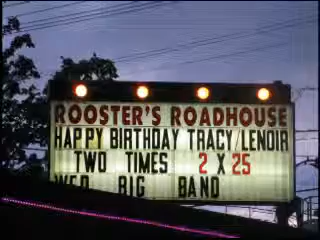 ROOSTER'S ROADHOUSE
HAPPY BIRTHDAY TRACY/LENOIR
TWO TIMES 2 X 25
WED BIG BAND